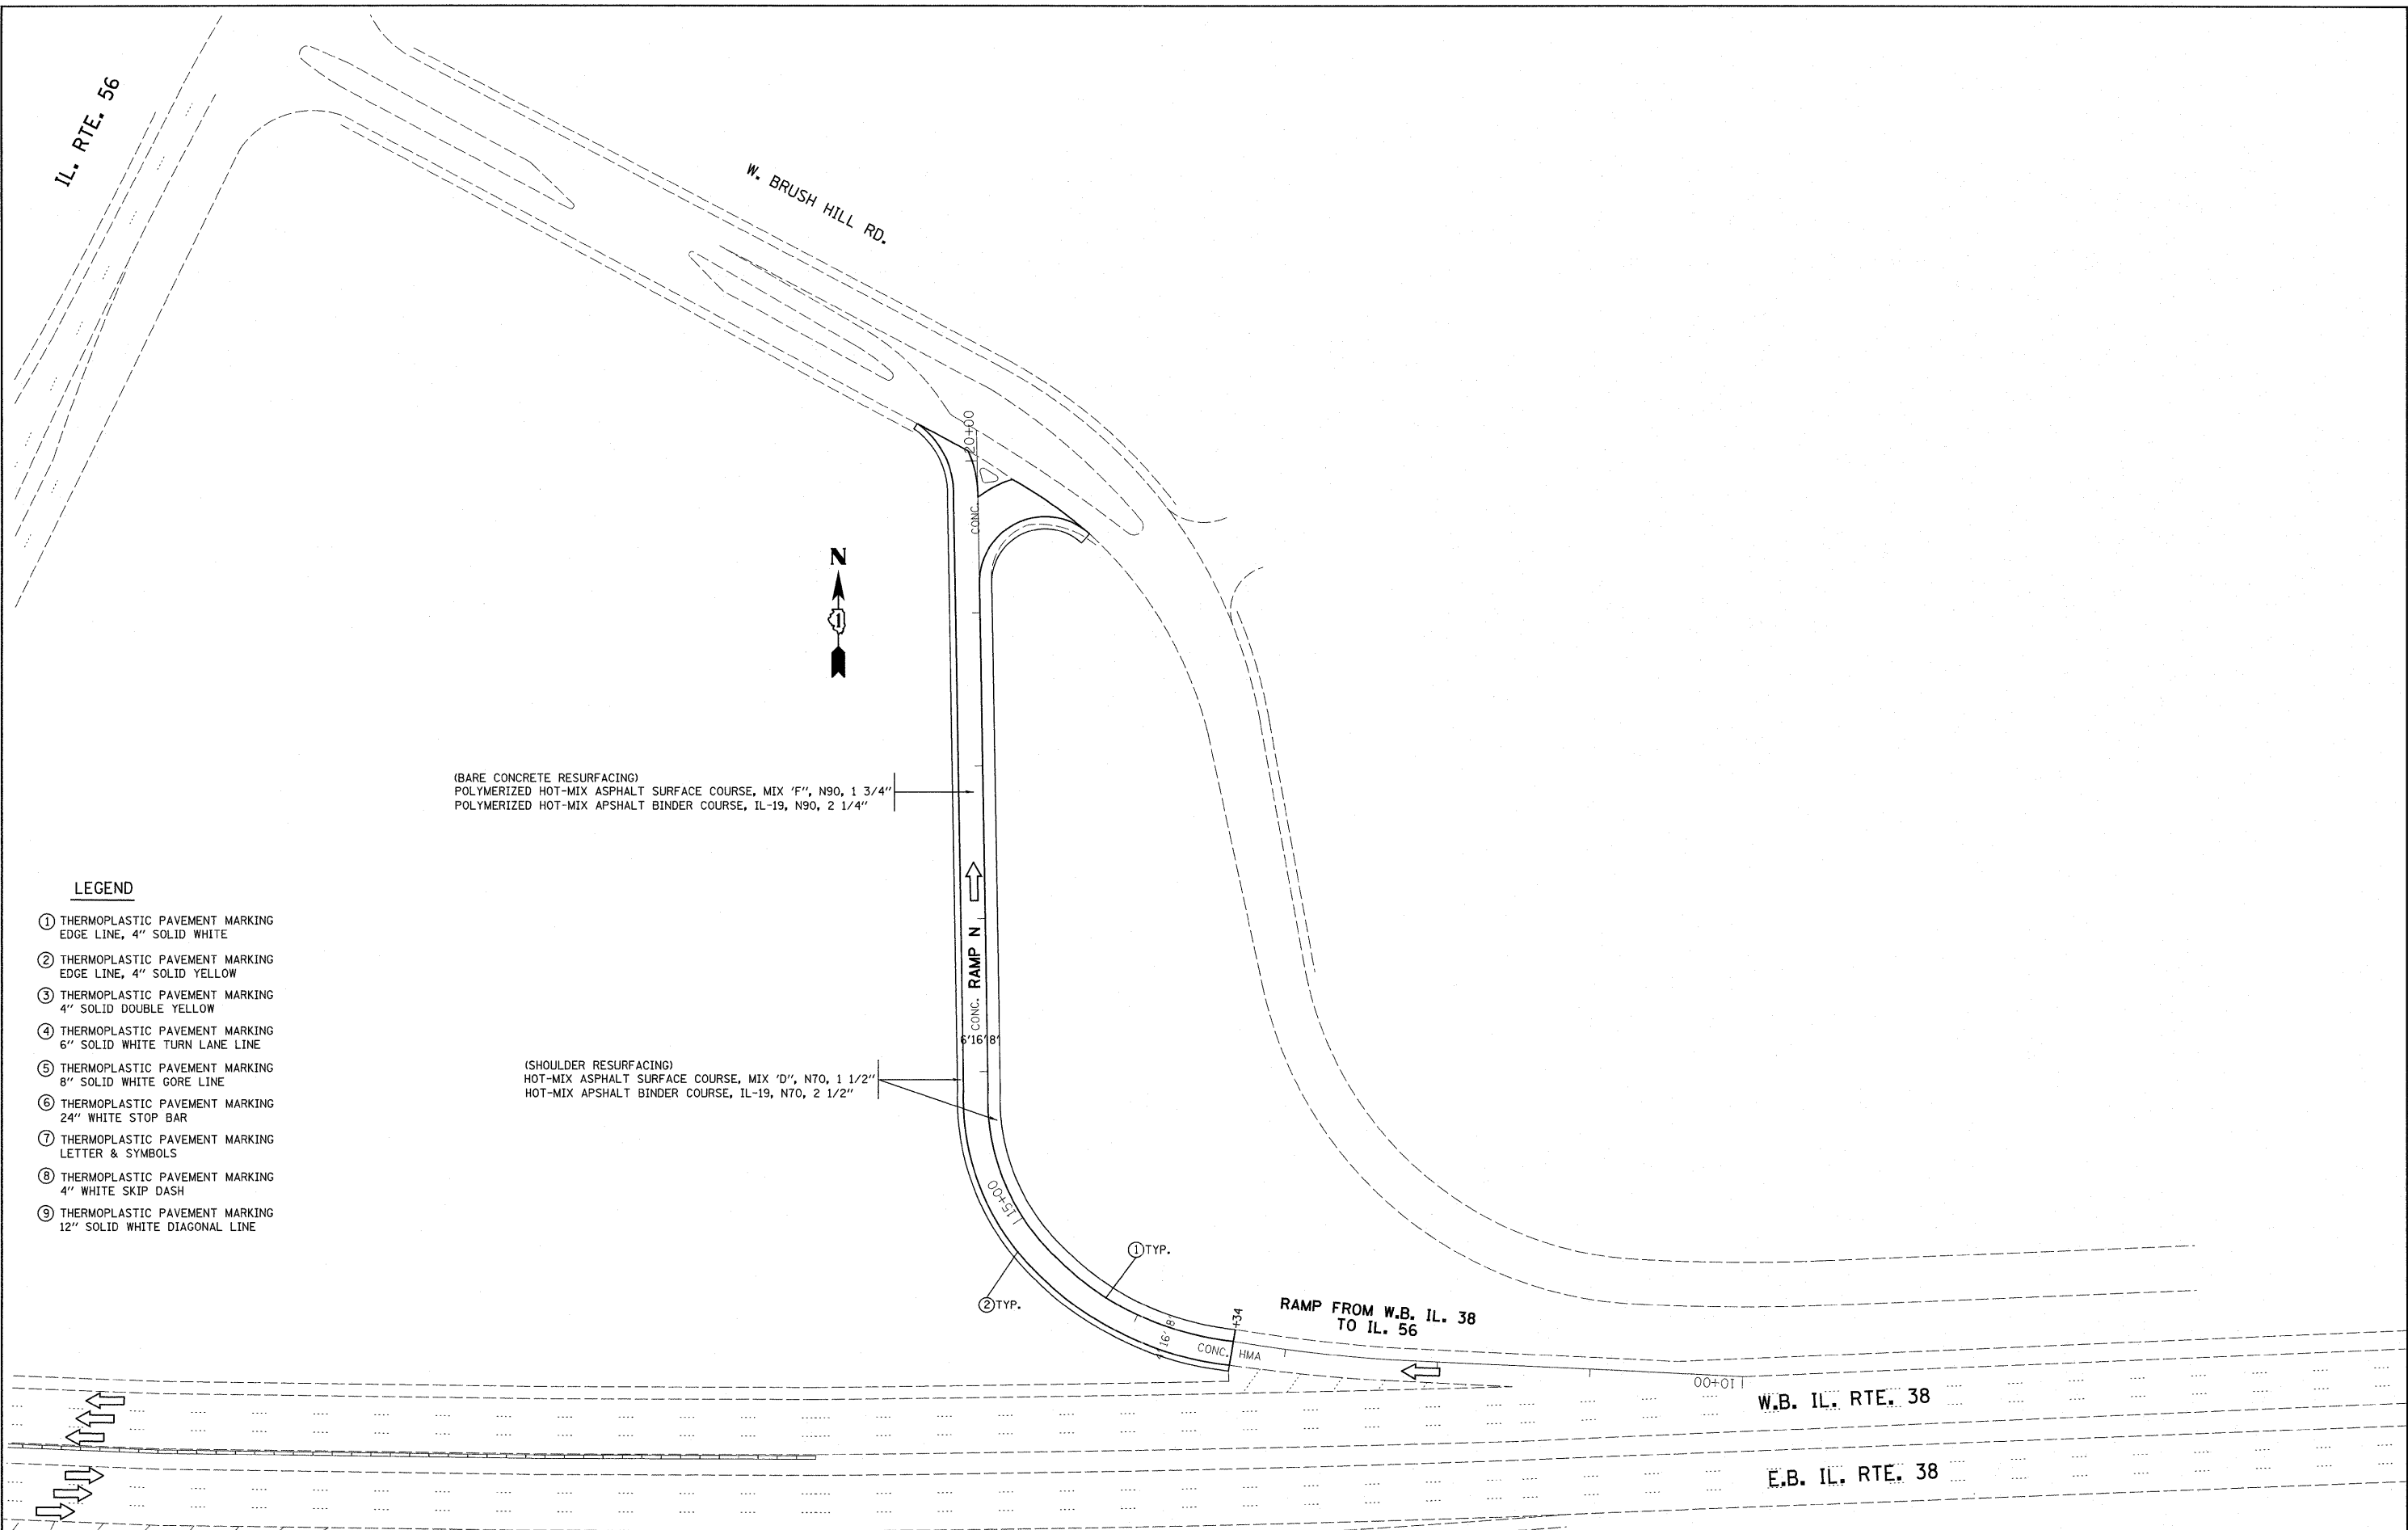 IL. RTE. 56
W. BRUSH HILL RD.
20+00
CONC.
N
1
(BARE CONCRETE RESURFACING)
POLYMERIZED HOT-MIX ASPHALT SURFACE COURSE, MIX 'F", N90, 1 3/4"
POLYMERIZED HOT-MIX APSHALT BINDER COURSE, IL-19, N90, 2 1/4"
LEGEND
1 THERMOPLASTIC PAVEMENT MARKING
EDGE LINE, 4" SOLID WHITE
2 THERMOPLASTIC PAVEMENT MARKING
EDGE LINE, 4" SOLID YELLOW
3 THERMOPLASTIC PAVEMENT MARKING
4" SOLID DOUBLE YELLOW
4 THERMOPLASTIC PAVEMENT MARKING
6" SOLID WHITE TURN LANE LINE
5 THERMOPLASTIC PAVEMENT MARKING
8" SOLID WHITE GORE LINE
6 THERMOPLASTIC PAVEMENT MARKING
24" WHITE STOP BAR
7 THERMOPLASTIC PAVEMENT MARKING
LETTER & SYMBOLS
8 THERMOPLASTIC PAVEMENT MARKING
4" WHITE SKIP DASH
9 THERMOPLASTIC PAVEMENT MARKING
12" SOLID WHITE DIAGONAL LINE
CONC. RAMP N
6'16'8'
(SHOULDER RESURFACING)
HOT-MIX ASPHALT SURFACE COURSE, MIX 'D", N70, 1 1/2"
HOT-MIX APSHALT BINDER COURSE, IL-19, N70, 2 1/2"
15+00
1 TYP.
2 TYP.
16' 8'
+34
CONC. HMA
RAMP FROM W.B. IL. 38
TO IL. 56
110+00
W.B. IL. RTE. 38
E.B. IL. RTE. 38